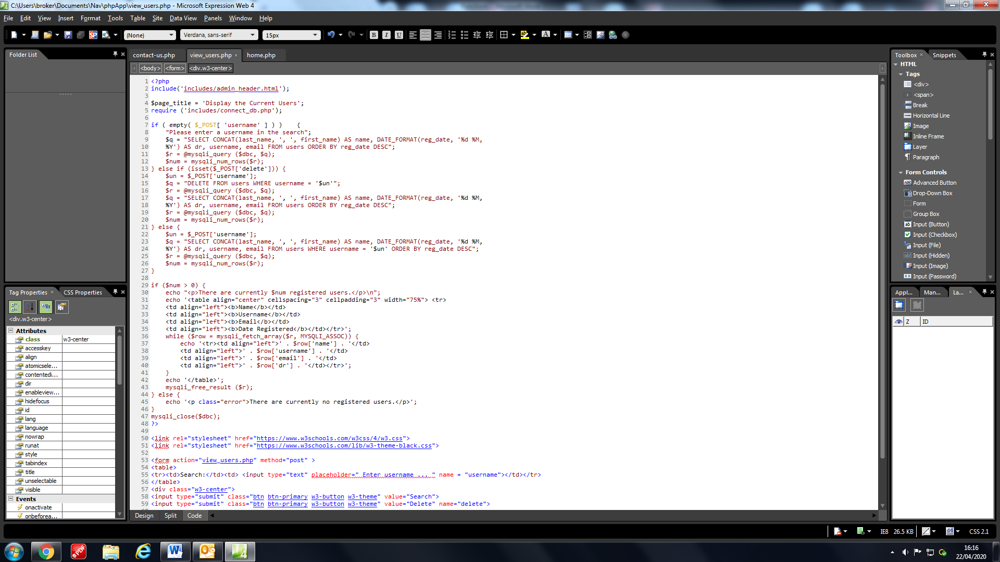 C:\Users\broker\Documents\Nav\phpApp\view_users.php - Microsoft Expression Web 4
File Edit View Insert Format Tools Table Site Data View Panels Window Help
(None) Verdana, sans-serif 15px
Folder List
contact-us.php view_users.php home.php
<body> <form> <div.w3-center>
1 <?php
2 include('includes/admin_header.html');
3
4 $page_title = 'Display the Current Users';
5 require ('includes/connect_db.php');
6
7 if ( empty( $_POST[ 'username' ] ) ) {
8 "Please enter a username in the search";
9 $q = "SELECT CONCAT(last_name, ', ', first_name) AS name, DATE_FORMAT(reg_date, '%d %M,
10 %Y') AS dr, username, email FROM users ORDER BY reg_date DESC";
11 $r = @mysqli_query ($dbc, $q);
12 $num = mysqli_num_rows($r);
13 } else if (isset($_POST['delete'])) {
14 $un = $_POST['username'];
15 $q = "DELETE FROM users WHERE username = '$un'";
16 $r = @mysqli_query ($dbc, $q);
17 $q = "SELECT CONCAT(last_name, ', ', first_name) AS name, DATE_FORMAT(reg_date, '%d %M,
18 %Y') AS dr, username, email FROM users ORDER BY reg_date DESC";
19 $r = @mysqli_query ($dbc, $q);
20 $num = mysqli_num_rows($r);
21 } else {
22 $un = $_POST['username'];
23 $q = "SELECT CONCAT(last_name, ', ', first_name) AS name, DATE_FORMAT(reg_date, '%d %M,
24 %Y') AS dr, username, email FROM users WHERE username = '$un' ORDER BY reg_date DESC";
25 $r = @mysqli_query ($dbc, $q);
26 $num = mysqli_num_rows($r);
27 }
28
29 if ($num > 0) {
30 echo "<p>There are currently $num registered users.</p>\n";
31 echo '<table align="center" cellspacing="3" cellpadding="3" width="75%"> <tr>
32 <td align="left"><b>Name</b></td>
33 <td align="left"><b>Username</b></td>
34 <td align="left"><b>Email</b></td>
35 <td align="left"><b>Date Registered</b></td></tr>';
36 while ($row = mysqli_fetch_array($r, MYSQLI_ASSOC)) {
37 echo '<tr><td align="left">' . $row['name'] . '</td>
38 <td align="left">' . $row['username'] . '</td>
39 <td align="left">' . $row['email'] . '</td>
40 <td align="left">' . $row['dr'] . '</td></tr>';
41 }
42 echo '</table>';
43 mysqli_free_result ($r);
44 } else {
45 echo '<p class="error">There are currently no registered users.</p>';
46 }
47 mysqli_close($dbc);
48 ?>
49
50 <link rel="stylesheet" href="https://www.w3schools.com/w3css/4/w3.css">
51 <link rel="stylesheet" href="https://www.w3schools.com/lib/w3-theme-black.css">
52
53 <form action="view_users.php" method="post" >
54 <table>
55 <tr><td>Search:</td><td> <input type="text" placeholder=" Enter username ... " name = "username"></td></tr>
56 </table>
57 <div class="w3-center">
58 <input type="submit" class="btn btn-primary w3-button w3-theme" value="Search">
59 <input type="submit" class="btn btn-primary w3-button w3-theme" value="Delete" name="delete">
Design Split Code
Tag Properties CSS Properties
<div.w3-center>
Attributes
class w3-center
accesskey
align
atomicsele...
contentedi...
dir
enableview...
hidefocus
id
lang
language
nowrap
runat
style
tabindex
title
unselectable
visible
Events
onactivate
onbeforea...
Toolbox Snippets
HTML
Tags
<div>
<span>
Break
Horizontal Line
Image
Inline Frame
Layer
Paragraph
Form Controls
Advanced Button
Drop-Down Box
Form
Group Box
Input (Button)
Input (Checkbox)
Input (File)
Input (Hidden)
Input (Image)
Input (Password)
Appl... Man... La...
Z ID
IE8 26.5 KB CSS 2.1
16:16
22/04/2020